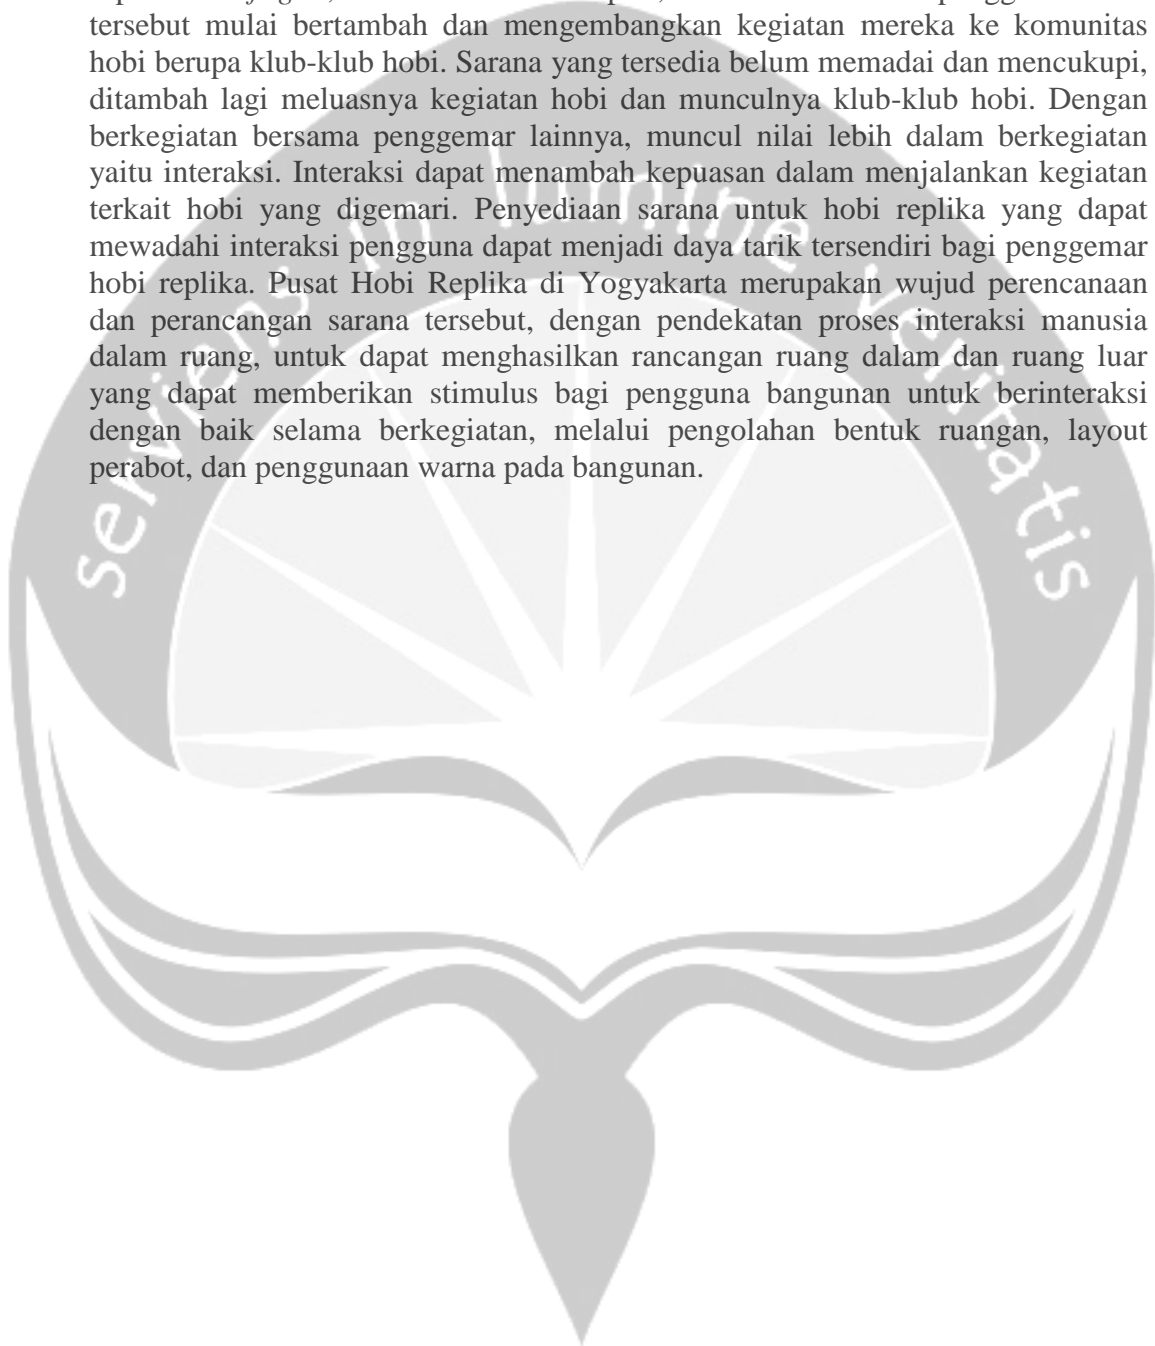 tersebut mulai bertambah dan mengembangkan kegiatan mereka ke komunitas
hobi berupa klub-klub hobi. Sarana yang tersedia belum memadai dan mencukupi,
ditambah lagi meluasnya kegiatan hobi dan munculnya klub-klub hobi. Dengan
berkegiatan bersama penggemar lainnya, muncul nilai lebih dalam berkegiatan
yaitu interaksi. Interaksi dapat menambah kepuasan dalam menjalankan kegiatan
terkait hobi yang digemari. Penyediaan sarana untuk hobi replika yang dapat
mewadahi interaksi pengguna dapat menjadi daya tarik tersendiri bagi penggemar
hobi replika. Pusat Hobi Replika di Yogyakarta merupakan wujud perencanaan
dan perancangan sarana tersebut, dengan pendekatan proses interaksi manusia
dalam ruang, untuk dapat menghasilkan rancangan ruang dalam dan ruang luar
yang dapat memberikan stimulus bagi pengguna bangunan untuk berinteraksi
dengan baik selama berkegiatan, melalui pengolahan bentuk ruangan, layout
perabot, dan penggunaan warna pada bangunan.
serviens in lumine veritatis